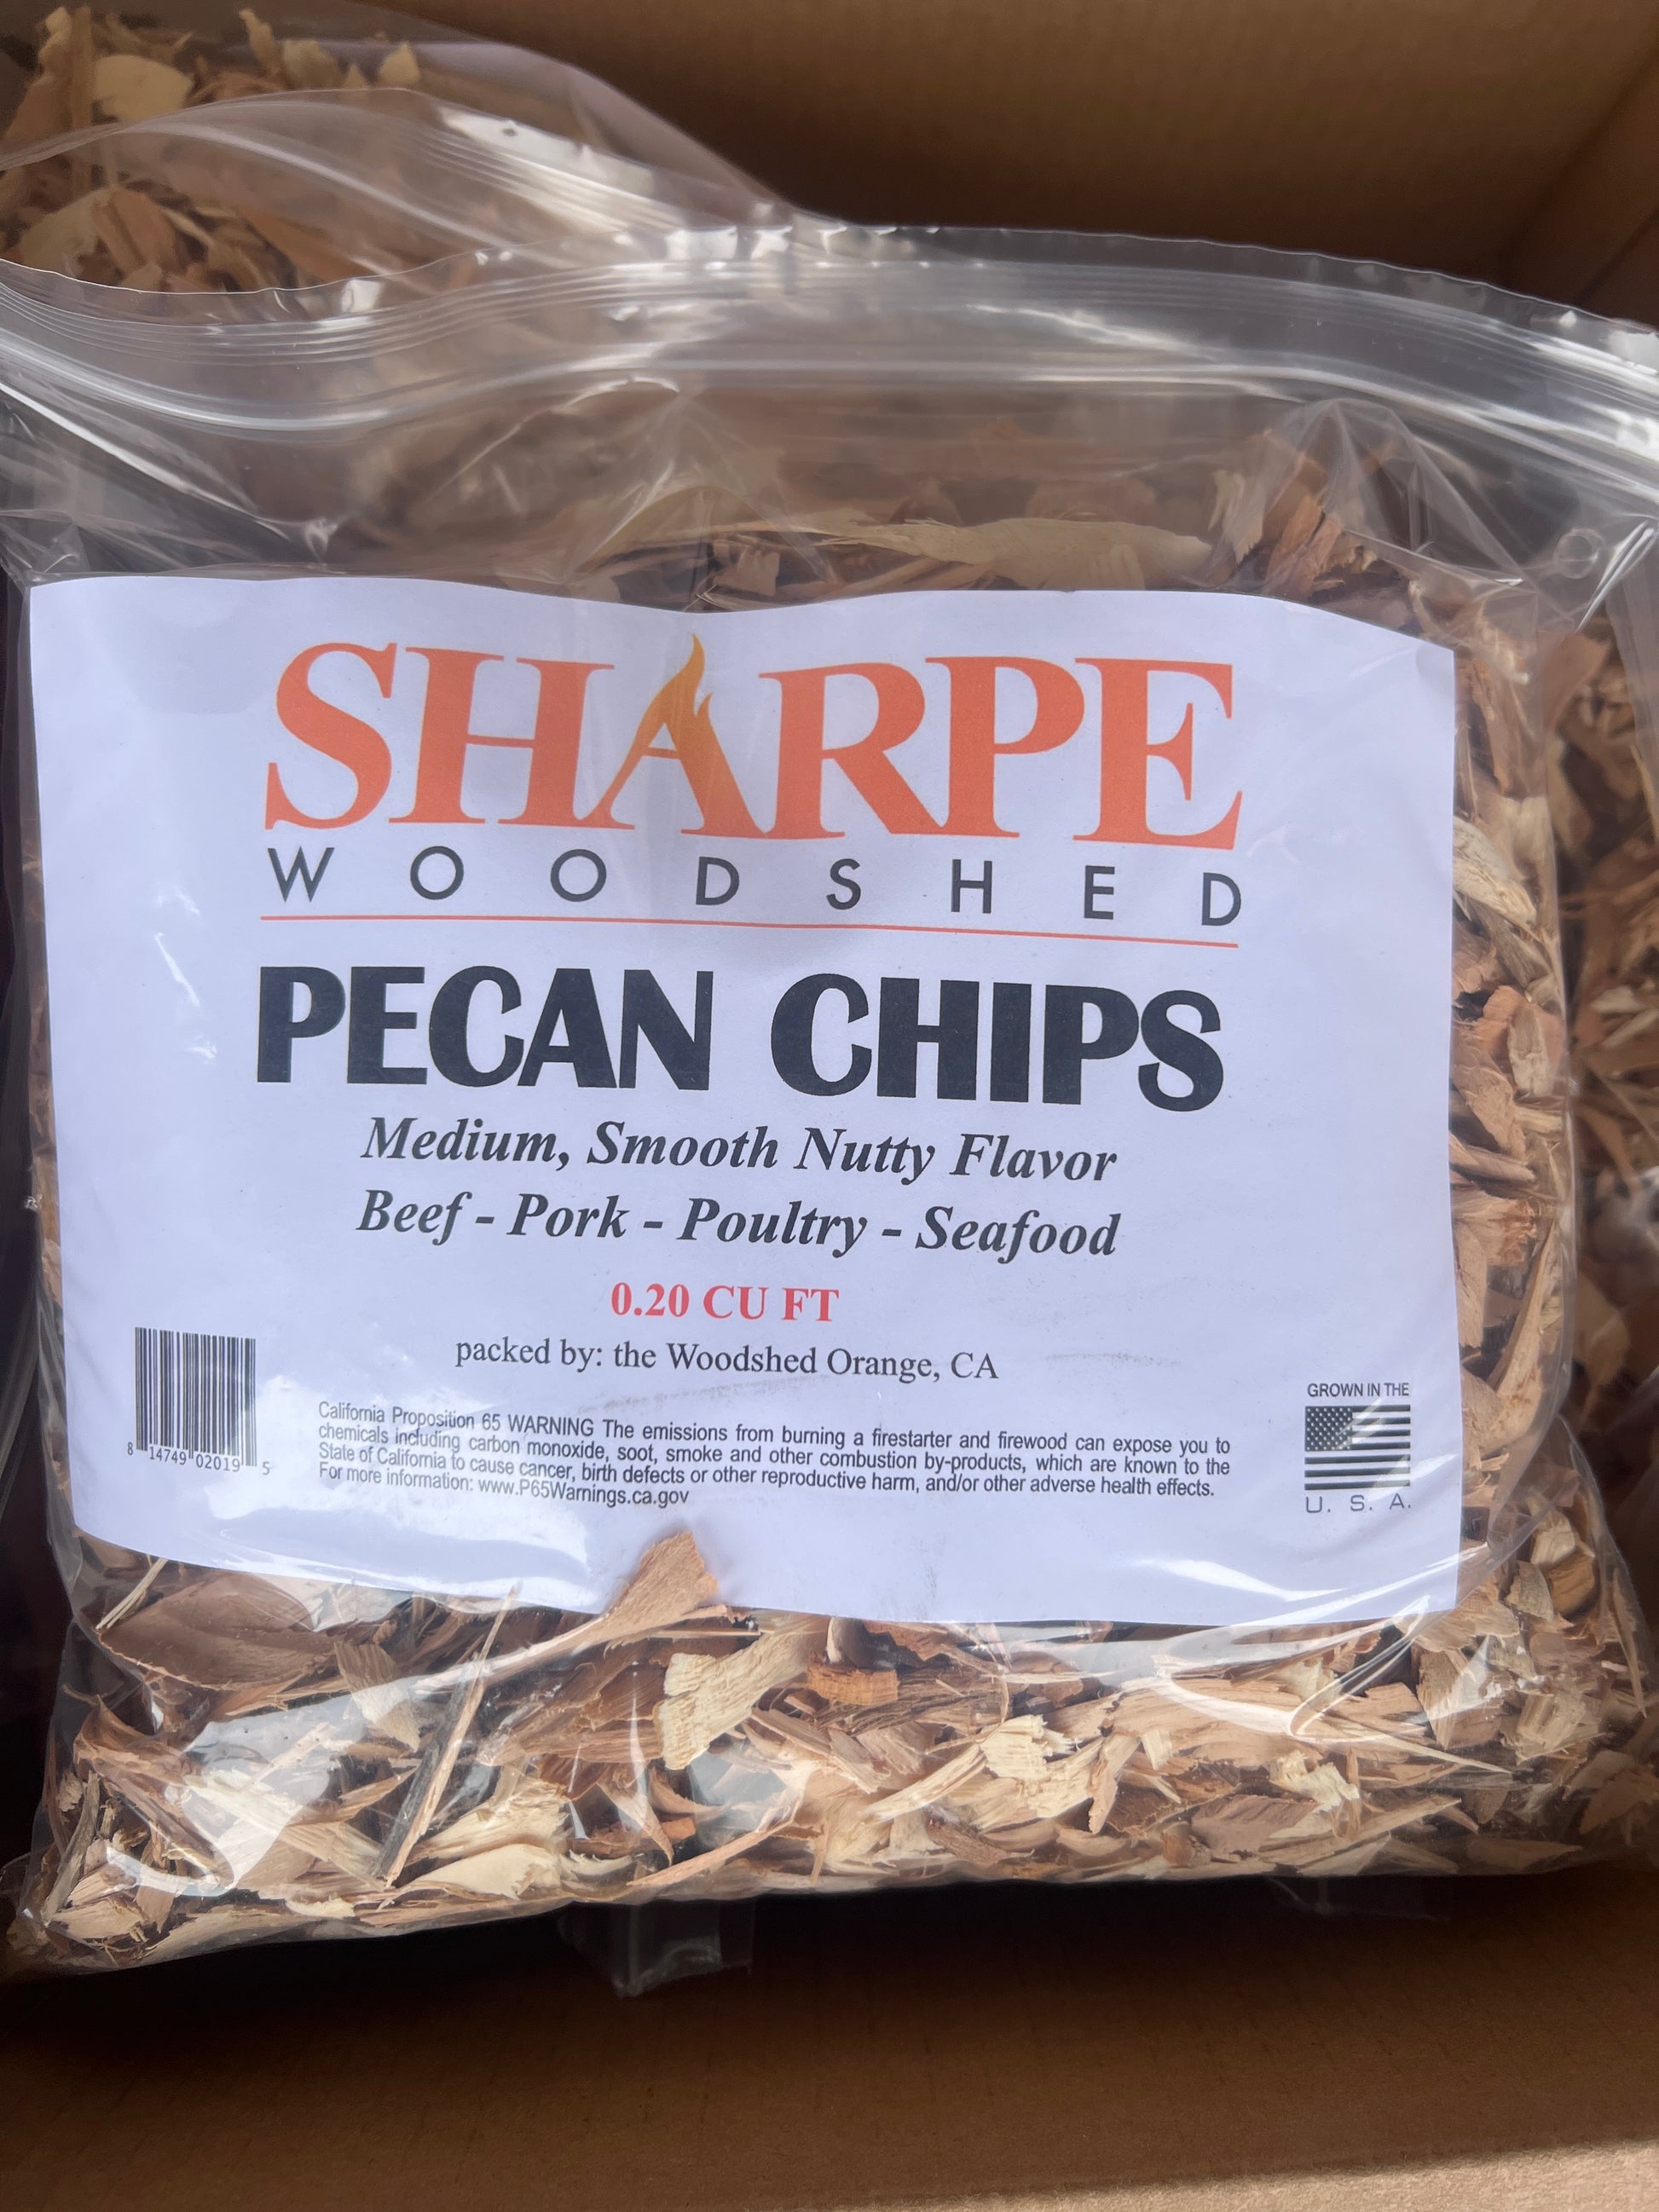 SHARPE
WOODSHED
PECAN CHIPS
Medium, Smooth Nutty Flavor
Beef - Pork - Poultry - Seafood
0.20 CU FT
packed by: the Woodshed Orange, CA
8 14749 02019 5
California Proposition 65 WARNING The emissions from burning a firestarter and firewood can expose you to
chemicals including carbon monoxide, soot, smoke and other combustion by-products, which are known to the
State of California to cause cancer, birth defects or other reproductive harm, and/or other adverse health effects.
For more information: www.P65Warnings.ca.gov
GROWN IN THE
U. S. A.